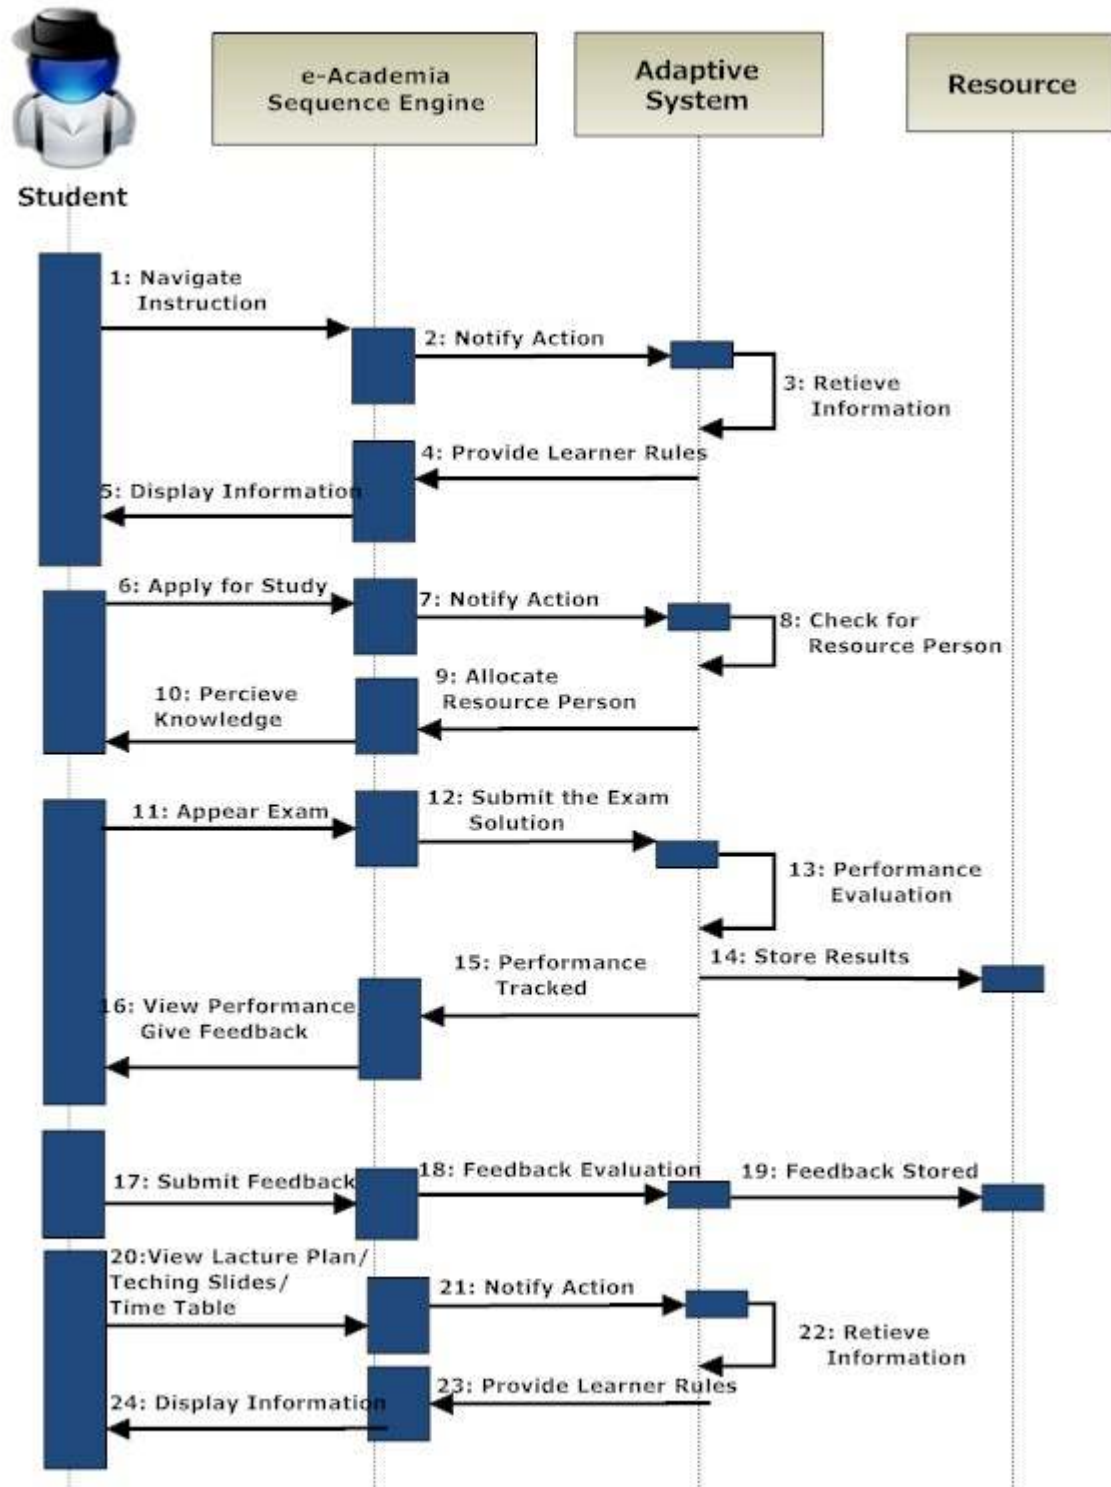 e-Academia
Sequence Engine
Adaptive
System
Resource
Student
1: Navigate
Instruction
2: Notify Action
3: Retieve
Information
4: Provide Learner Rules
5: Display Information
6: Apply for Study
7: Notify Action
8: Check for
Resource Person
9: Allocate
Resource Person
10: Percieve
Knowledge
11: Appear Exam
12: Submit the Exam
Solution
13: Performance
Evaluation
14: Store Results
15: Performance
Tracked
16: View Performance
Give Feedback
17: Submit Feedback
18: Feedback Evaluation
19: Feedback Stored
20:View Lacture Plan/
Teching Slides/
Time Table
21: Notify Action
22: Retieve
Information
23: Provide Learner Rules
24: Display Information